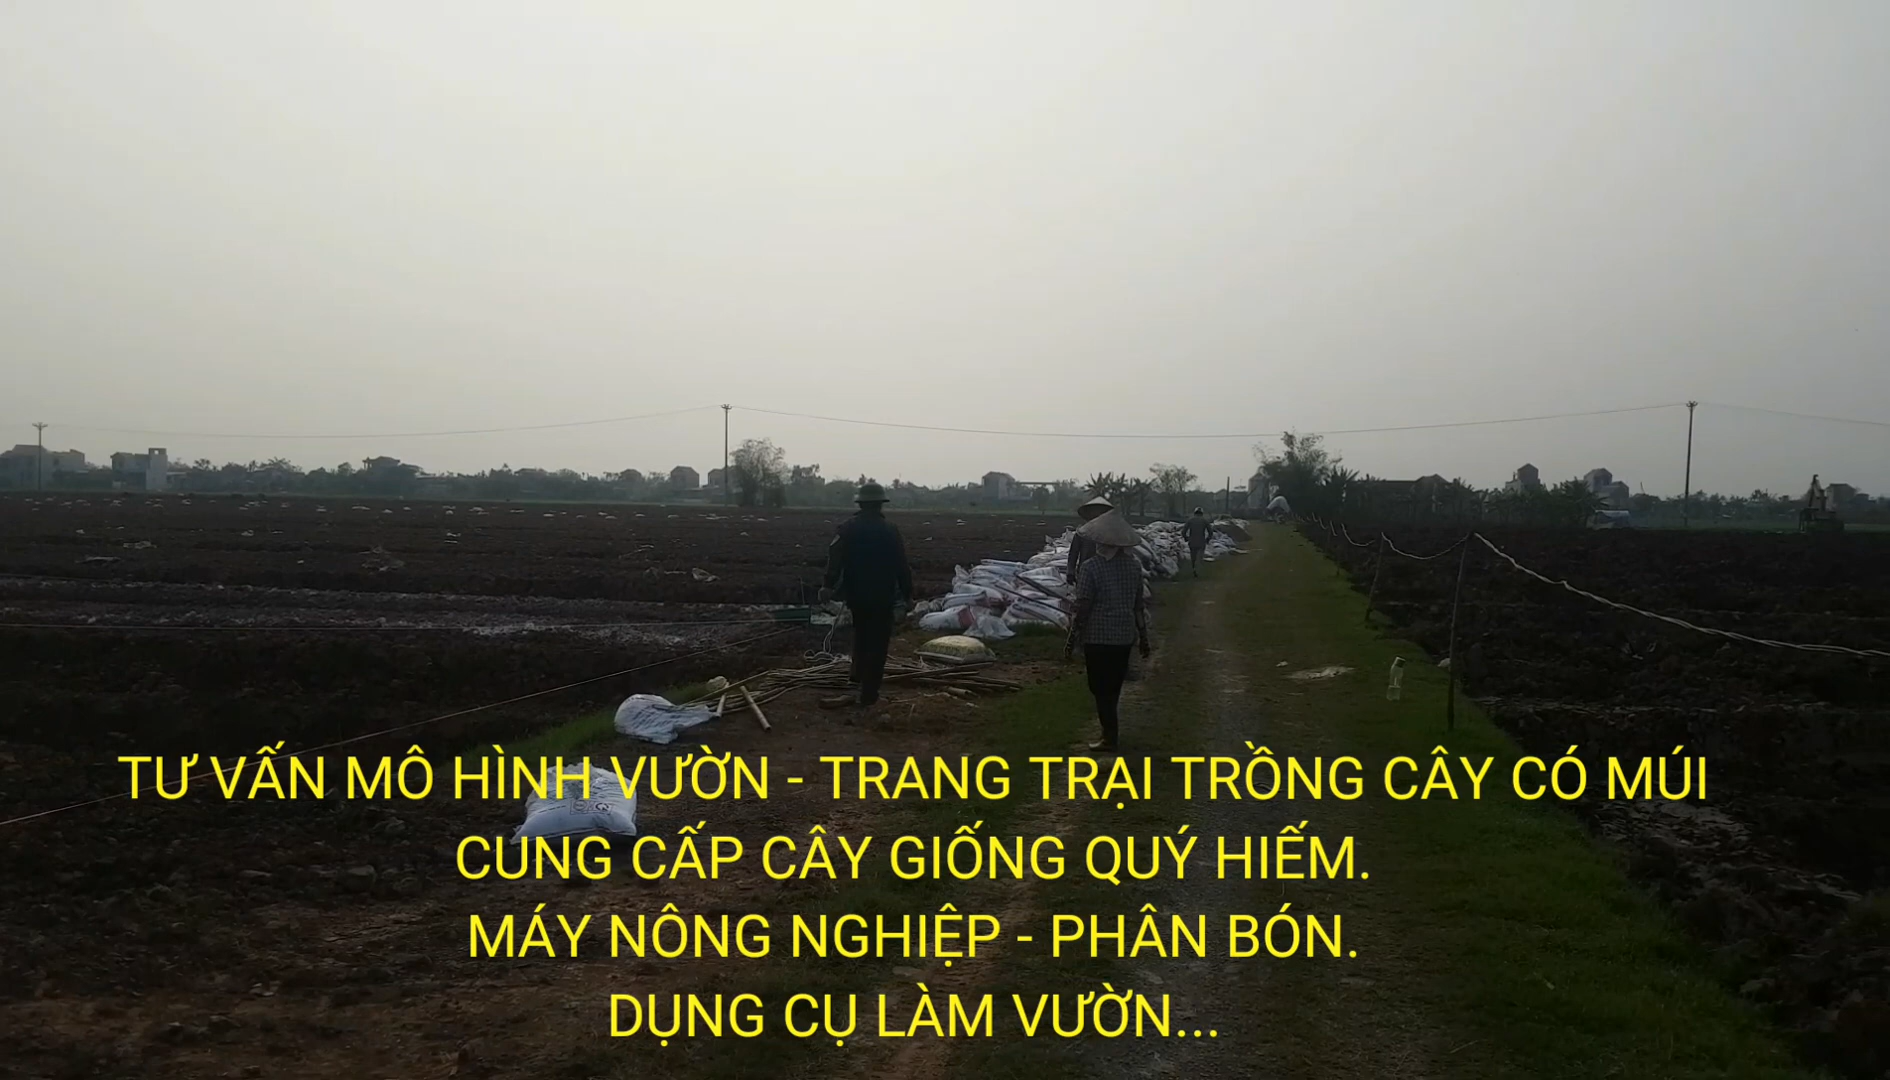 TƯ VẤN MÔ HÌNH VƯỜN - TRANG TRẠI TRỒNG CÂY CÓ MÚI
CUNG CẤP CÂY GIỐNG QUÝ HIẾM.
MÁY NÔNG NGHIỆP - PHÂN BÓN.
DỤNG CỤ LÀM VƯỜN...